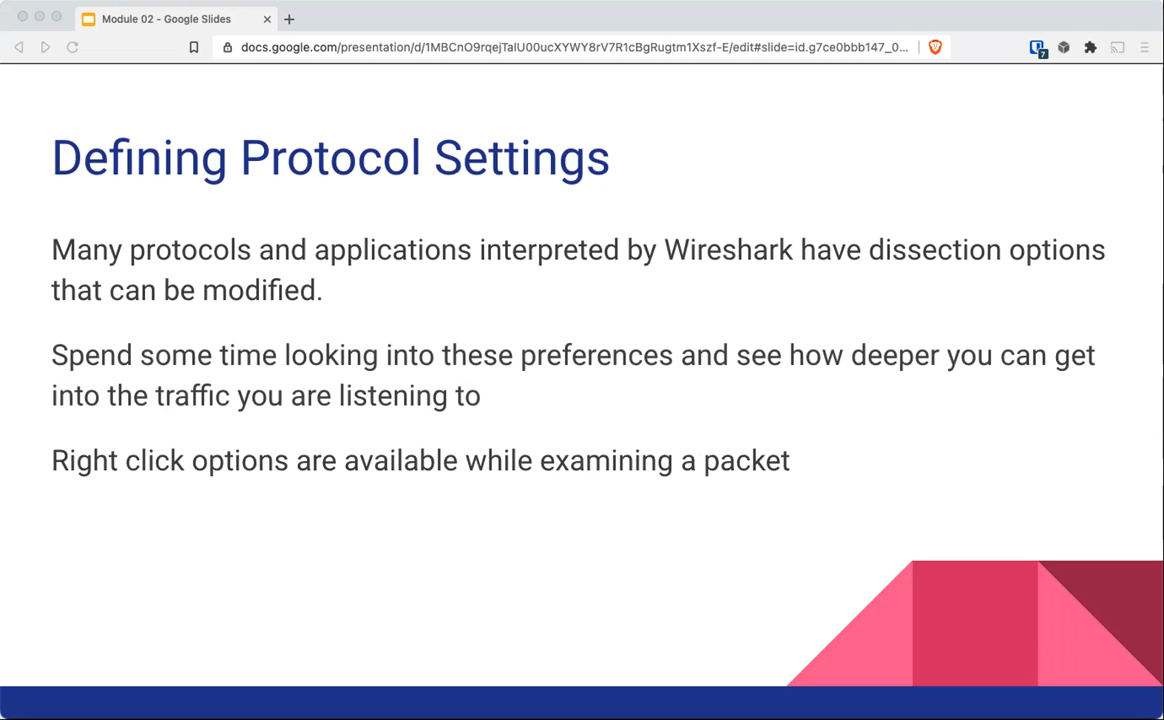 Module 02 - Google Slides
docs.google.com/presentation/d/1MBCnO9rqejTalU00ucXYWY8rV7R1cBgRugtm1Xszf-E/edit#slide=id.g7ce0bbb147_0...
7
Defining Protocol Settings
Many protocols and applications interpreted by Wireshark have dissection options
that can be modified.
Spend some time looking into these preferences and see how deeper you can get
into the traffic you are listening to
Right click options are available while examining a packet